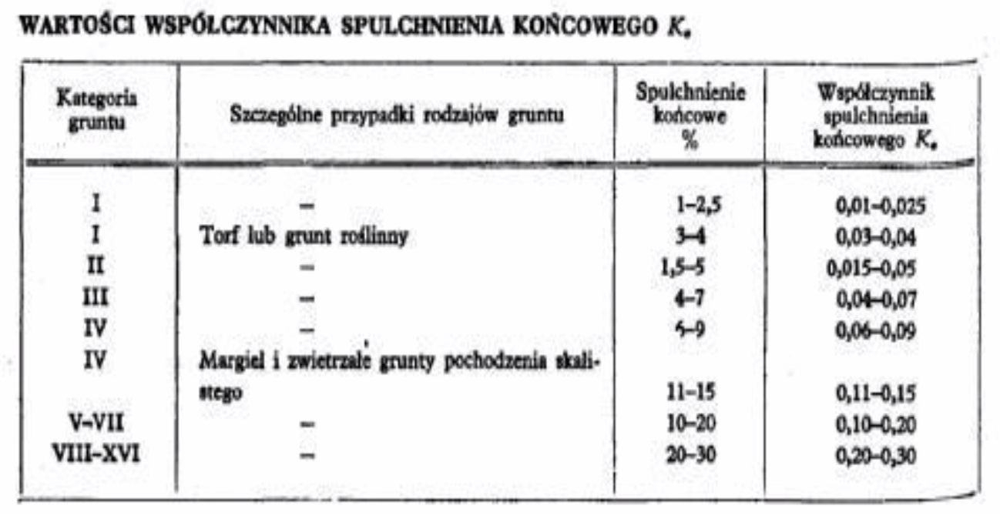 WARTOŚCI WSPÓŁCZYNNIKA SPULCHNIENIA KOŃCOWEGO K
Kategoria gruntu Szczególne przypadki rodzajów gruntu Spulchnienie końcowe % Współczynnik spulchnienia końcowego K
I – 1–2,5 0,01–0,025
I Torf lub grunt roślinny 3–4 0,03–0,04
II – 1,5–5 0,015–0,05
III – 4–7 0,04–0,07
IV – –9 0,06–0,09
IV Margiel i zwietrzałe grunty pochodzenia skali-
stego 11–15 0,11–0,15
V–VII – 10–20 0,10–0,20
VIII–XVI – 20–30 0,20–0,30